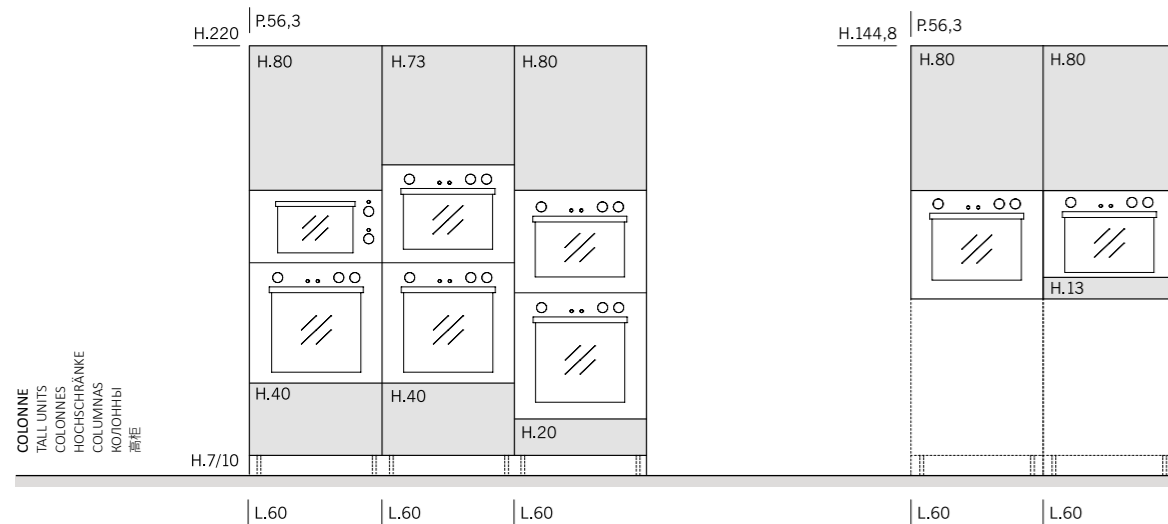 H.220
P.56,3
H.80
H.73
H.80
H.40
H.40
H.20
H.7/10
L.60
L.60
L.60
H.144,8
P.56,3
H.80
H.80
H.13
L.60
L.60
COLONNE
TALL UNITS
COLONNES
HOCHSCHRÄNKE
COLUMNAS
КОЛОННЫ
高柜